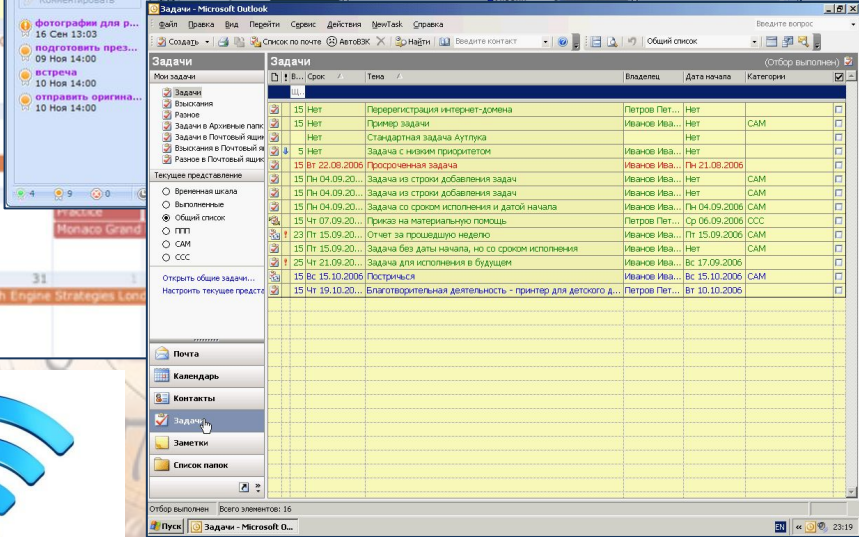 Комментировать
фотографии для р...
16 Сен 13:03
подготовить през...
09 Ноя 14:00
встреча
10 Ноя 14:00
отправить оригина...
10 Ноя 14:00
4 9 0
Practice
Monaco Grand
31 1
h Engine Strategies Lond
Задачи - Microsoft Outlook
Файл Правка Вид Перейти Сервис Действия NewTask Справка Введите вопрос
Создать Список по почте АвтоВЗК Найти Введите контакт Общий список
Задачи
Мои задачи
Задачи
Взыскания
Разное
Задачи в Архивные папк
Задачи в Почтовый ящик
Взыскания в Почтовый я
Разное в Почтовый ящик
Текущее представление
Временная шкала
Выполненные
Общий список
ППП
САМ
ССС
Открыть общие задачи...
Настроить текущее предста
Почта
Календарь
Контакты
Задачи
Заметки
Список папок
Задачи (Отбор выполнен)
! В... Срок Тема Владелец Дата начала Категории
Щ...
15 Нет Перерегистрация интернет-домена Петров Пет... Нет
15 Нет Пример задачи Иванов Ива... Нет САМ
Нет Стандартная задача Аутлука Нет
5 Нет Задача с низким приоритетом Иванов Ива... Нет
15 Вт 22.08.2006 Просроченная задача Иванов Ива... Пн 21.08.2006
15 Пн 04.09.20... Задача из строки добавления задач Иванов Ива... Нет САМ
15 Пн 04.09.20... Задача из строки добавления задач Иванов Ива... Нет САМ
15 Пн 04.09.20... Задача со сроком исполнения и датой начала Иванов Ива... Пн 04.09.2006 САМ
15 Чт 07.09.20... Приказ на материальную помощь Петров Пет... Ср 06.09.2006 ССС
! 23 Пт 15.09.20... Отчет за прошедшую неделю Иванов Ива... Пт 15.09.2006 САМ
15 Пт 15.09.20... Задача без даты начала, но со сроком исполнения Иванов Ива... Нет САМ
! 25 Чт 21.09.20... Задача для исполнения в будущем Иванов Ива... Вс 17.09.2006
15 Вс 15.10.2006 Постричься Иванов Ива... Вс 15.10.2006 САМ
15 Чт 19.10.20... Благотворительная деятельность - принтер для детского д... Петров Пет... Вт 10.10.2006
Отбор выполнен Всего элементов: 16
Пуск Задачи - Microsoft O... EN « 23:19